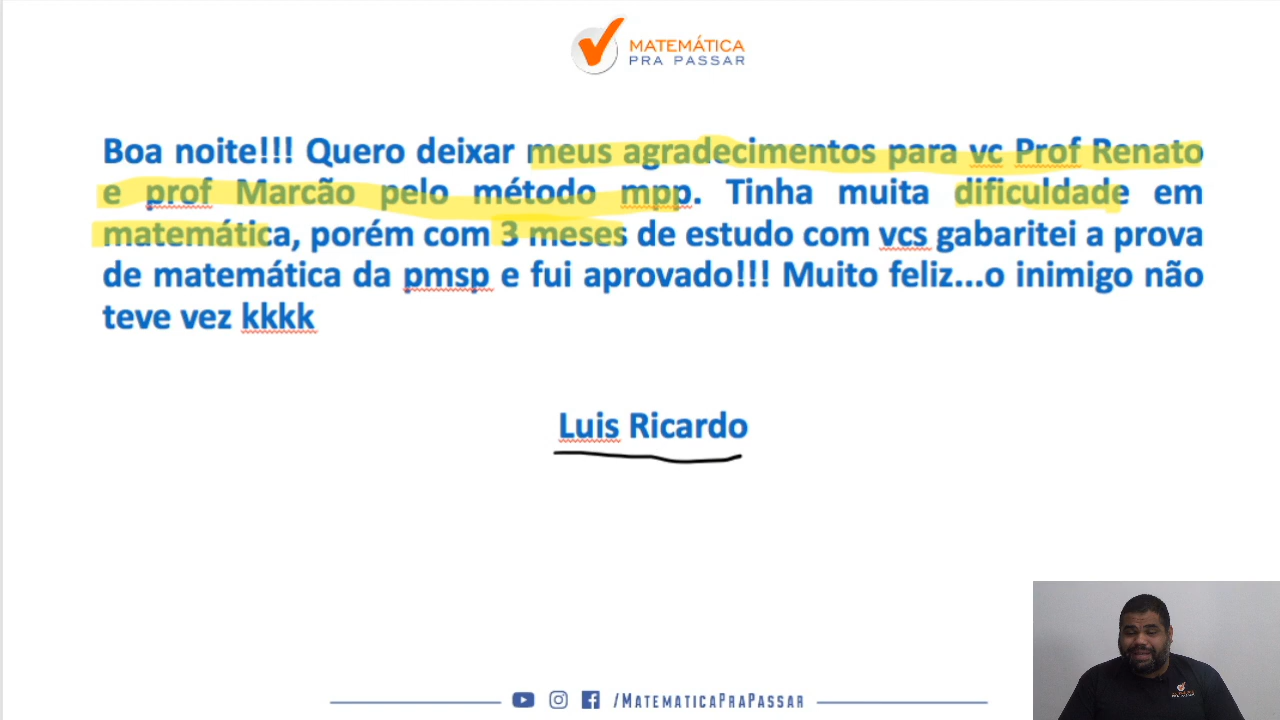 MATEMÁTICA
PRA PASSAR
Boa noite!!! Quero deixar meus agradecimentos para vc Prof Renato
e prof Marcão pelo método mpp. Tinha muita dificuldade em
matemática, porém com 3 meses de estudo com vcs gabaritei a prova
de matemática da pmsp e fui aprovado!!! Muito feliz...o inimigo não
teve vez kkkk
Luis Ricardo
/MATEMATICAPRAPASSAR